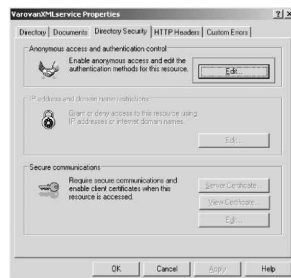 VarovanXMLservice Properties
Directory Documents Directory Security HTTP Headers Custom Errors
Anonymous access and authentication control
Enable anonymous access and edit the
authentication methods for this resource.
Edit...
IP address and domain name restrictions
Grant or deny access to this resource using
IP addresses or internet domain names.
Edit...
Secure communications
Require secure communications and
enable client certificates when this
resource is accessed.
Server Certificate...
View Certificate...
Edit...
OK Cancel Apply Help